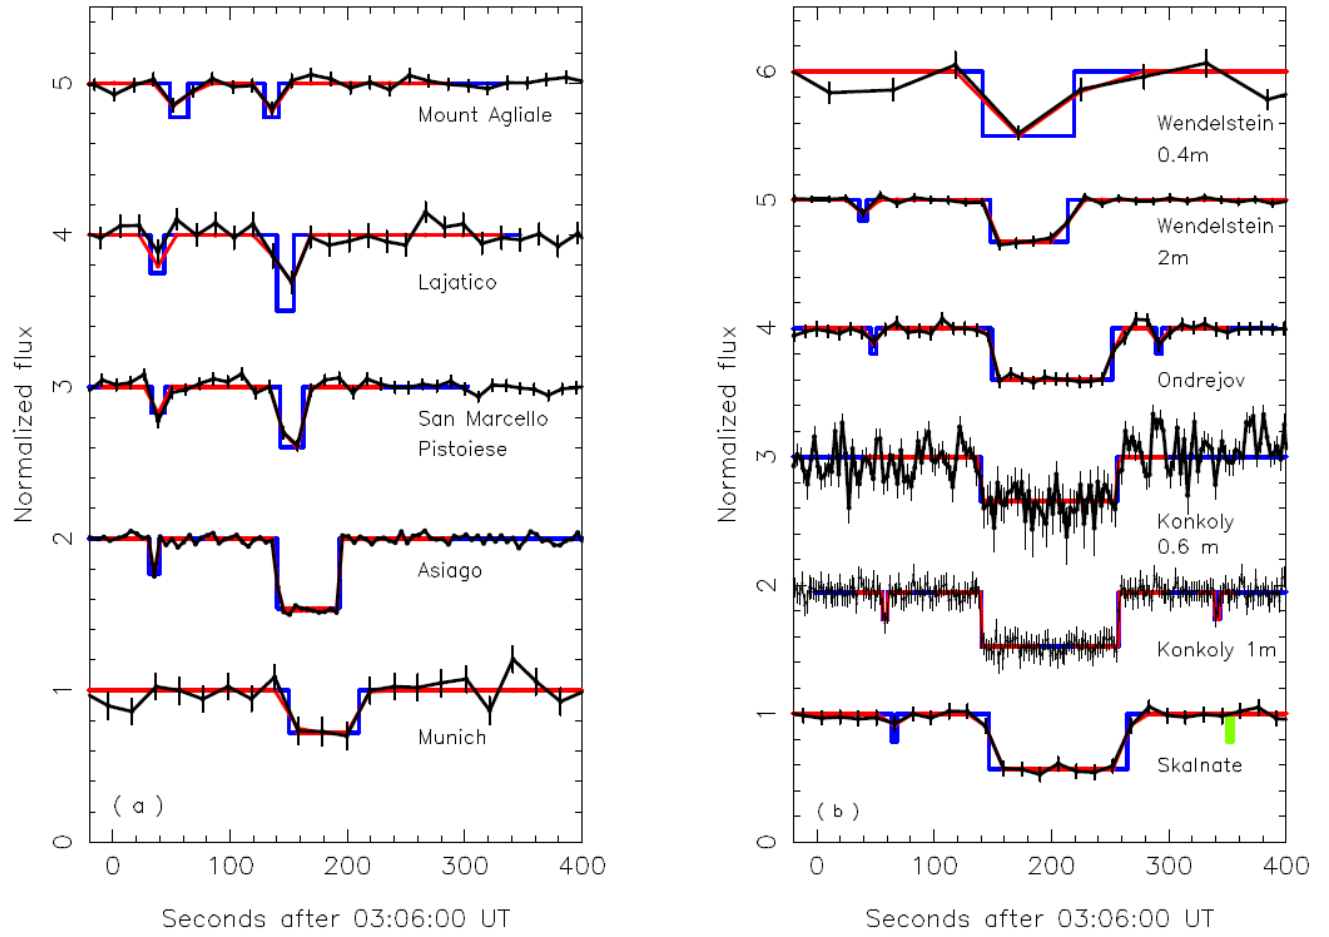 Normalized flux
5
4
3
2
1
0
Mount Agliale
Lajatico
San Marcello
Pistoiese
Asiago
Munich
( a )
0 100 200 300 400
Seconds after 03:06:00 UT
Normalized flux
6
5
4
3
2
1
0
Wendelstein
0.4m
Wendelstein
2m
Ondrejov
Konkoly
0.6 m
Konkoly 1m
Skalnate
( b )
0 100 200 300 400
Seconds after 03:06:00 UT